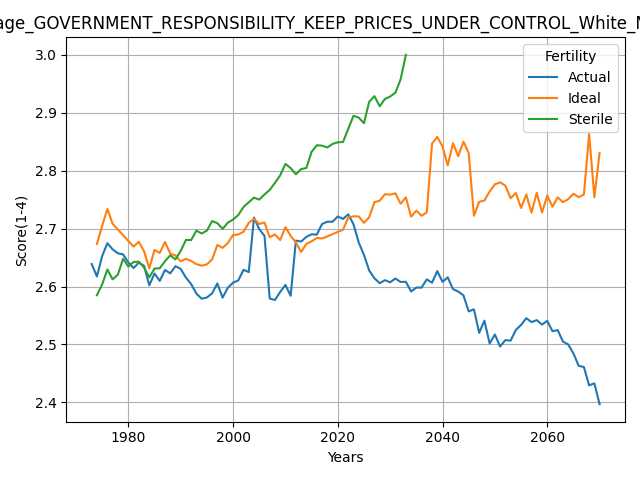 age_GOVERNMENT_RESPONSIBILITY_KEEP_PRICES_UNDER_CONTROL_White_
Fertility
Actual
Ideal
Sterile
Score(1-4)
3.0
2.9
2.8
2.7
2.6
2.5
2.4
1980 2000 2020 2040 2060
Years